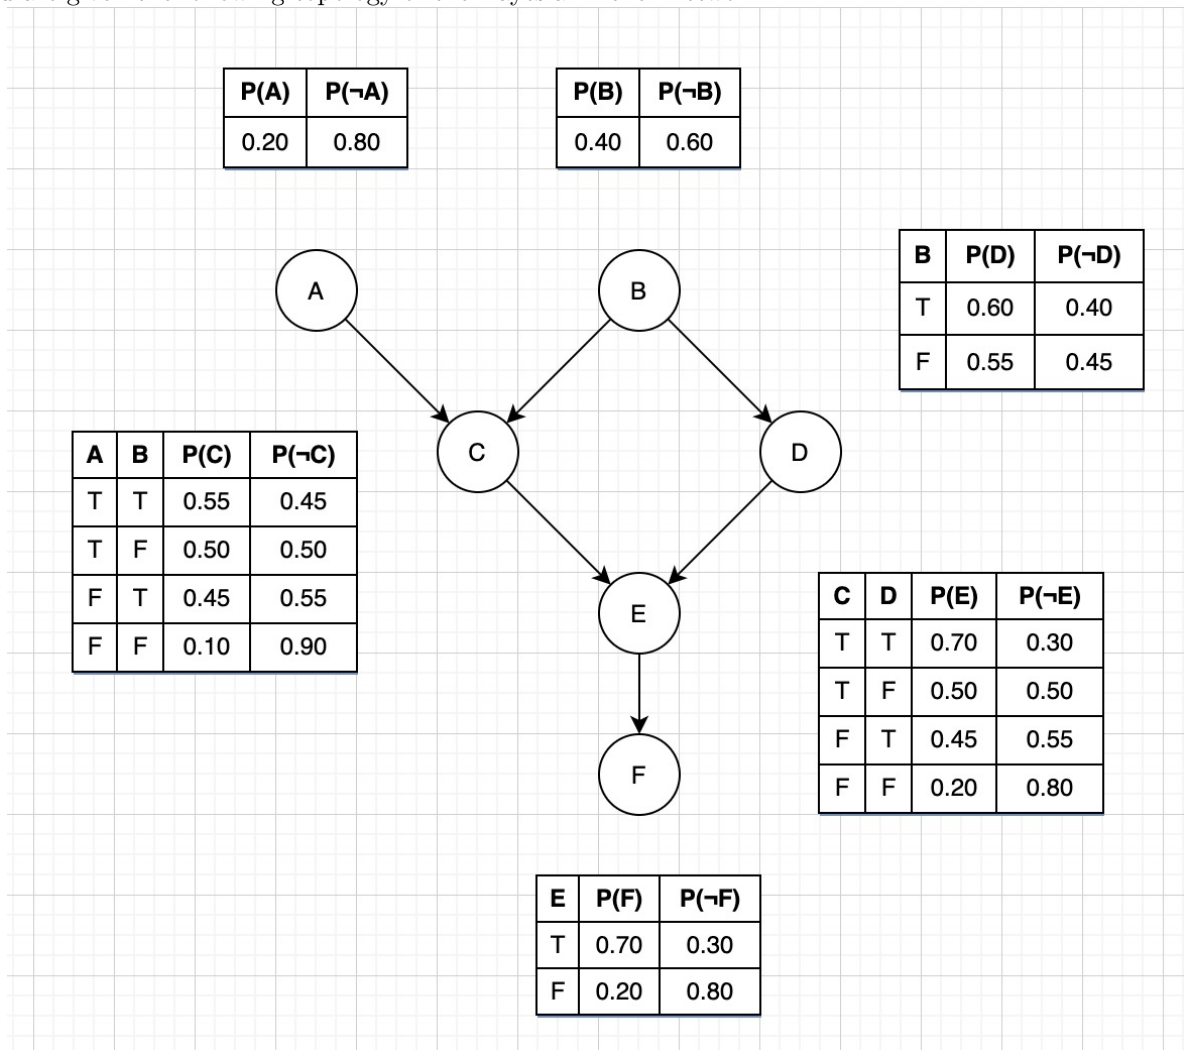 P(A) P(¬A)
0.20 0.80
P(B) P(¬B)
0.40 0.60
A
B
B P(D) P(¬D)
T 0.60 0.40
F 0.55 0.45
A B P(C) P(¬C)
T T 0.55 0.45
T F 0.50 0.50
F T 0.45 0.55
F F 0.10 0.90
C
D
E
C D P(E) P(¬E)
T T 0.70 0.30
T F 0.50 0.50
F T 0.45 0.55
F F 0.20 0.80
F
E P(F) P(¬F)
T 0.70 0.30
F 0.20 0.80